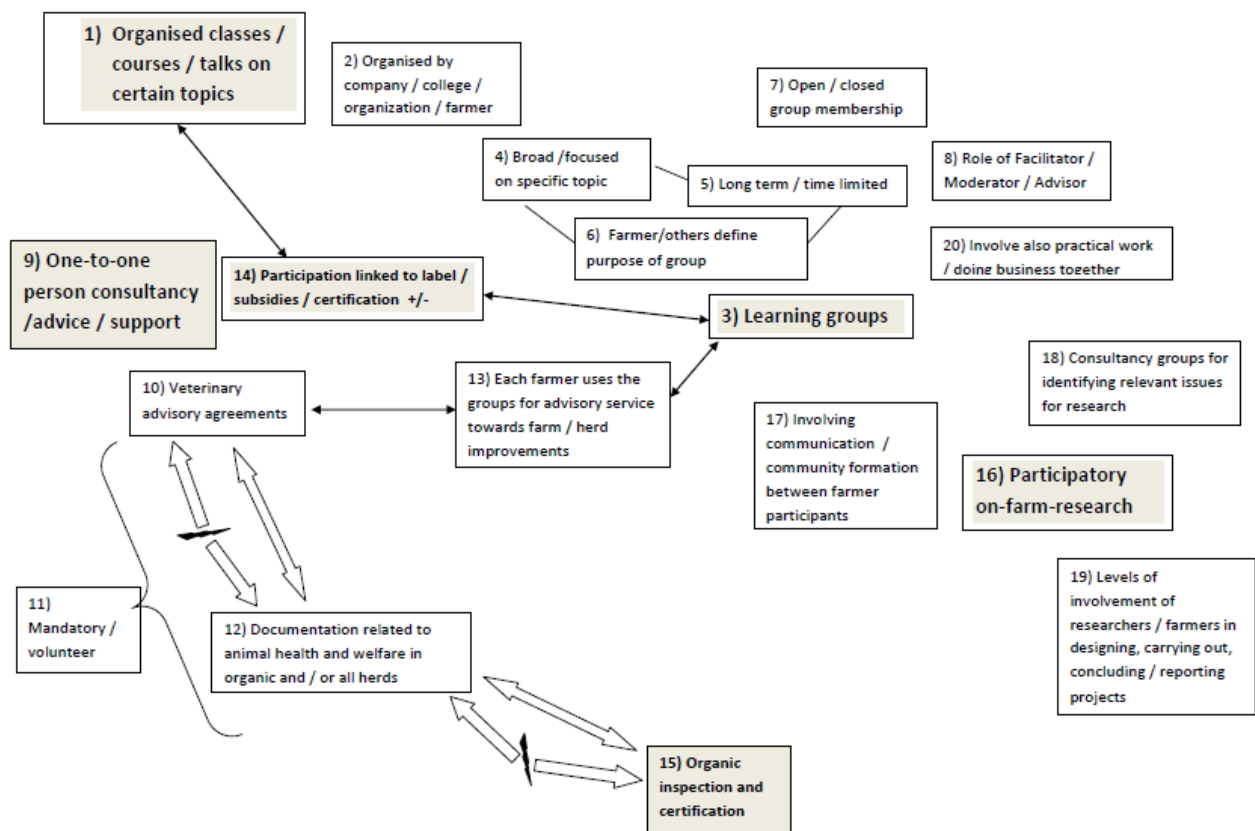 1) Organised classes /
courses / talks on
certain topics
2) Organised by
company / college /
organization / farmer
7) Open / closed
group membership
4) Broad /focused
on specific topic
5) Long term / time limited
8) Role of Facilitator /
Moderator / Advisor
6) Farmer/others define
purpose of group
20) Involve also practical work
/ doing business together
9) One-to-one
person consultancy
/advice / support
14) Participation linked to label /
subsidies / certification +/-
3) Learning groups
10) Veterinary
advisory agreements
13) Each farmer uses the
groups for advisory service
towards farm / herd
improvements
18) Consultancy groups for
identifying relevant issues
for research
17) Involving
communication /
community formation
between farmer
participants
16) Participatory
on-farm-research
11)
Mandatory /
volunteer
12) Documentation related to
animal health and welfare in
organic and / or all herds
19) Levels of
involvement of
researchers / farmers in
designing, carrying out,
concluding / reporting
projects
15) Organic
inspection and
certification